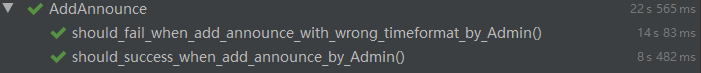 AddAnnounce 22 s 565 ms
should_fail_when_add_announce_with_wrong_timeformat_by_Admin() 14 s 83 ms
should_success_when_add_announce_by_Admin() 8 s 482 ms